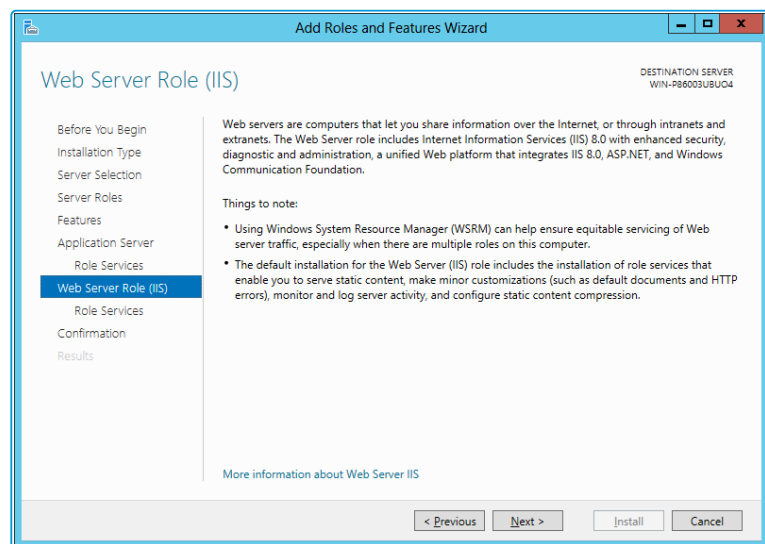 Add Roles and Features Wizard
Web Server Role (IIS)
DESTINATION SERVER
WIN-P86003UBUO4
Before You Begin
Installation Type
Server Selection
Server Roles
Features
Application Server
Role Services
Web Server Role (IIS)
Role Services
Confirmation
Results
Web servers are computers that let you share information over the Internet, or through intranets and
extranets. The Web Server role includes Internet Information Services (IIS) 8.0 with enhanced security,
diagnostic and administration, a unified Web platform that integrates IIS 8.0, ASP.NET, and Windows
Communication Foundation.
Things to note:
• Using Windows System Resource Manager (WSRM) can help ensure equitable servicing of Web
server traffic, especially when there are multiple roles on this computer.
• The default installation for the Web Server (IIS) role includes the installation of role services that
enable you to serve static content, make minor customizations (such as default documents and HTTP
errors), monitor and log server activity, and configure static content compression.
More information about Web Server IIS
< Previous Next > Install Cancel